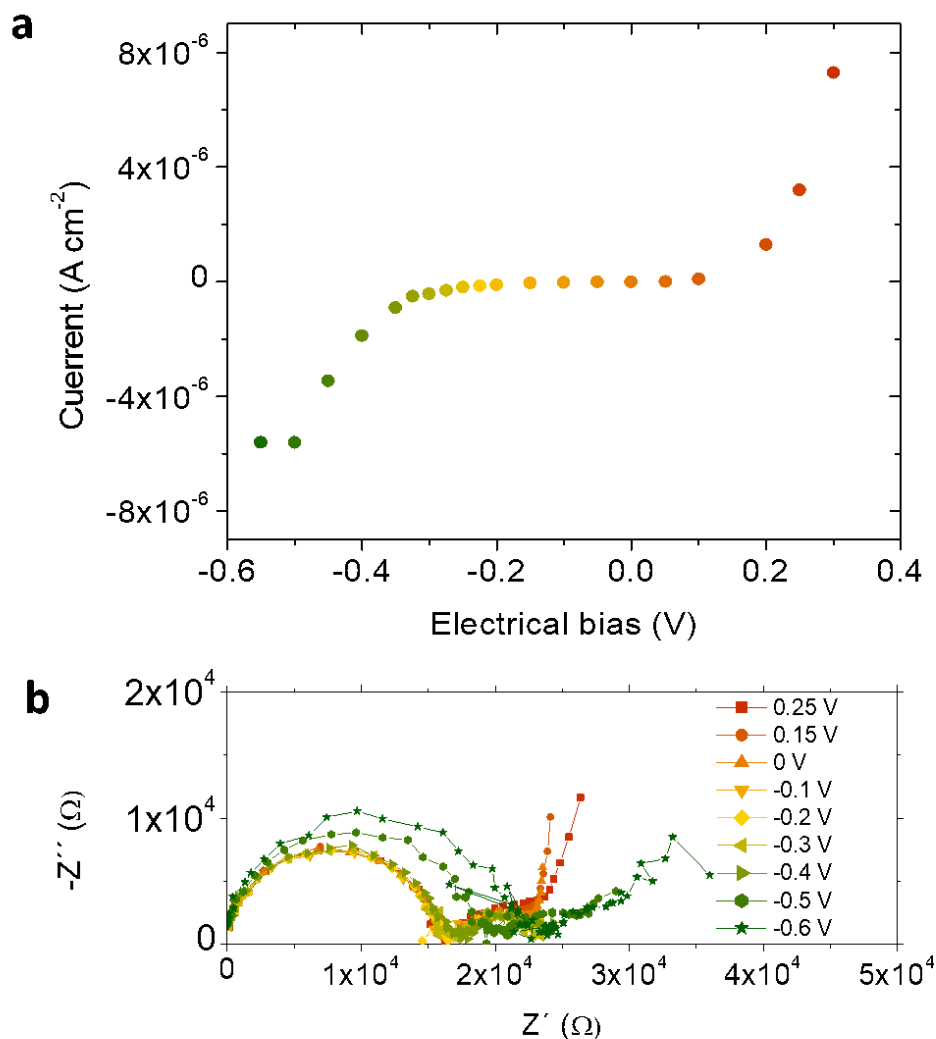 a
8x10⁻⁶
4x10⁻⁶
0
-4x10⁻⁶
-8x10⁻⁶
Cuerrent (A cm⁻²)
-0.6 -0.4 -0.2 0.0 0.2 0.4
Electrical bias (V)
b
2x10⁴
1x10⁴
0
-Z´´ (Ω)
0.25 V
0.15 V
0 V
-0.1 V
-0.2 V
-0.3 V
-0.4 V
-0.5 V
-0.6 V
0 1x10⁴ 2x10⁴ 3x10⁴ 4x10⁴ 5x10⁴
Z´ (Ω)